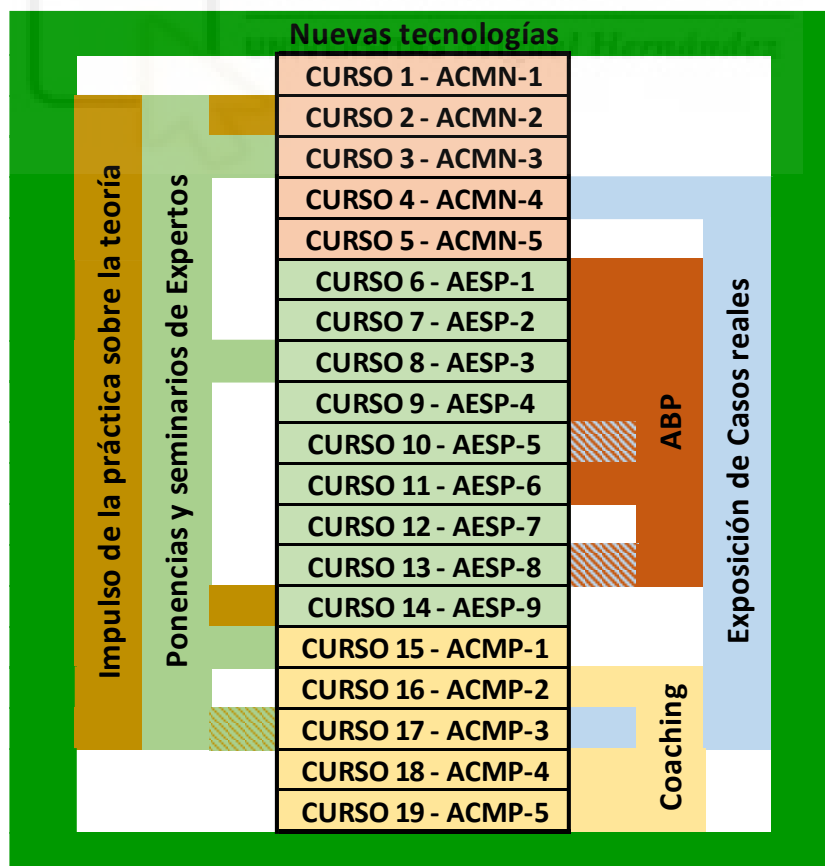 Nuevas tecnologías
UNIVERSITAS Miguel Hernández
CURSO 1 - ACMN-1
CURSO 2 - ACMN-2
CURSO 3 - ACMN-3
CURSO 4 - ACMN-4
CURSO 5 - ACMN-5
CURSO 6 - AESP-1
CURSO 7 - AESP-2
CURSO 8 - AESP-3
CURSO 9 - AESP-4
CURSO 10 - AESP-5
CURSO 11 - AESP-6
CURSO 12 - AESP-7
CURSO 13 - AESP-8
CURSO 14 - AESP-9
CURSO 15 - ACMP-1
CURSO 16 - ACMP-2
CURSO 17 - ACMP-3
CURSO 18 - ACMP-4
CURSO 19 - ACMP-5
Impulso de la práctica sobre la teoría
Ponencias y seminarios de Expertos
ABP
Coaching
Exposición de Casos reales